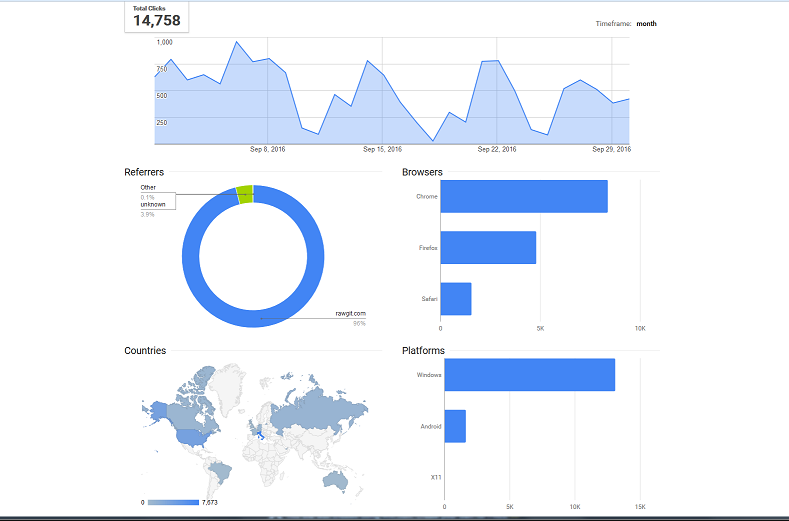 Total Clicks
14,758
Timeframe: month
1,000
750
500
250
Sep 8, 2016
Sep 15, 2016
Sep 22, 2016
Sep 29, 2016
Referrers
Other
0.1%
unknown
3.9%
rawgit.com
96%
Browsers
Chrome
Firefox
Safari
0
5K
10K
Countries
0
7,673
Platforms
Windows
Android
X11
0
5K
10K
15K